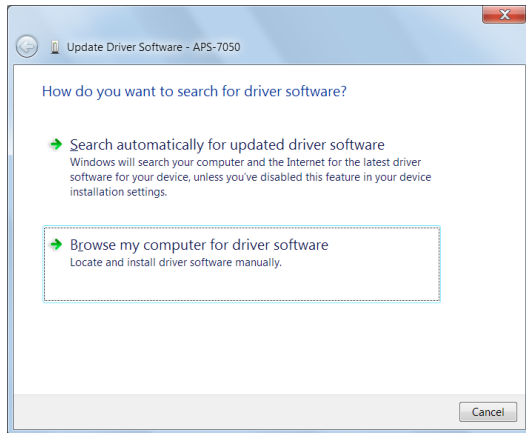 Update Driver Software - APS-7050
How do you want to search for driver software?
Search automatically for updated driver software
Windows will search your computer and the Internet for the latest driver
software for your device, unless you've disabled this feature in your device
installation settings.
Browse my computer for driver software
Locate and install driver software manually.
Cancel